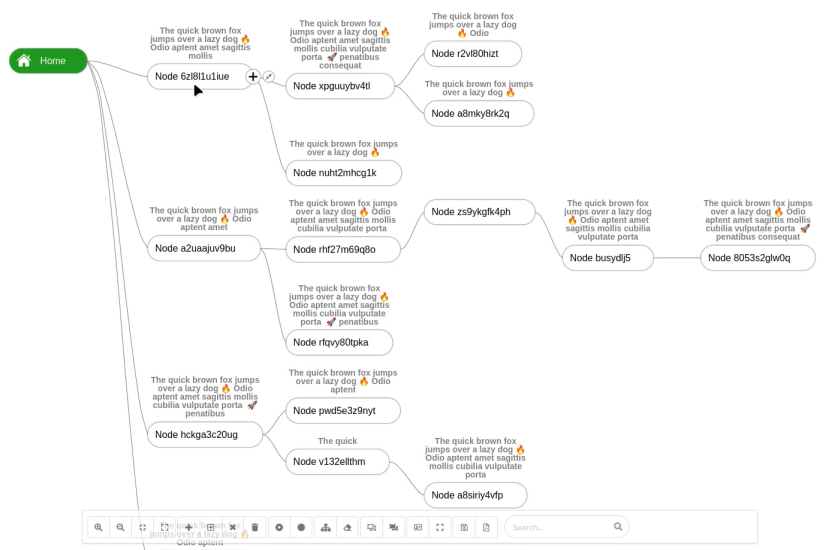 Home
The quick brown fox
jumps over a lazy dog 🔥
Odio aptent amet sagittis
mollis
Node 6zl8l1u1iue
The quick brown fox
jumps over a lazy dog 🔥
Odio aptent amet sagittis
mollis cubilia vulputate
porta 🚀 penatibus
consequat
Node xpguuybv4tl
The quick brown fox
jumps over a lazy dog
🔥 Odio
Node r2vl80hizt
The quick brown fox jumps
over a lazy dog 🔥
Node a8mky8rk2q
The quick brown fox jumps
over a lazy dog 🔥
Node nuht2mhcg1k
The quick brown fox jumps
over a lazy dog 🔥 Odio
aptent amet
Node a2uaajuv9bu
The quick brown fox jumps
over a lazy dog 🔥 Odio
aptent amet sagittis mollis
cubilia vulputate porta
Node rhf27m69q8o
Node zs9ykgfk4ph
The quick brown fox
jumps over a lazy dog
🔥 Odio aptent amet
sagittis mollis cubilia
vulputate porta
Node busydlj5
The quick brown fox jumps
over a lazy dog 🔥 Odio
aptent amet sagittis mollis
cubilia vulputate porta 🚀
penatibus consequat
Node 8053s2glw0q
The quick brown fox
jumps over a lazy dog 🔥
Odio aptent amet sagittis
mollis cubilia vulputate
porta 🚀 penatibus
Node rfqvy80tpka
The quick brown fox jumps
over a lazy dog 🔥 Odio
aptent amet sagittis mollis
cubilia vulputate porta 🚀
penatibus
Node hckga3c20ug
The quick brown fox jumps
over a lazy dog 🔥 Odio
aptent
Node pwd5e3z9nyt
The quick
Node v132ellthm
The quick brown fox
jumps over a lazy dog 🔥
Odio aptent amet sagittis
mollis cubilia vulputate
porta
Node a8siriy4vfp
The quick brown fox
jumps over a lazy dog 🔥
Odio aptent
Search...